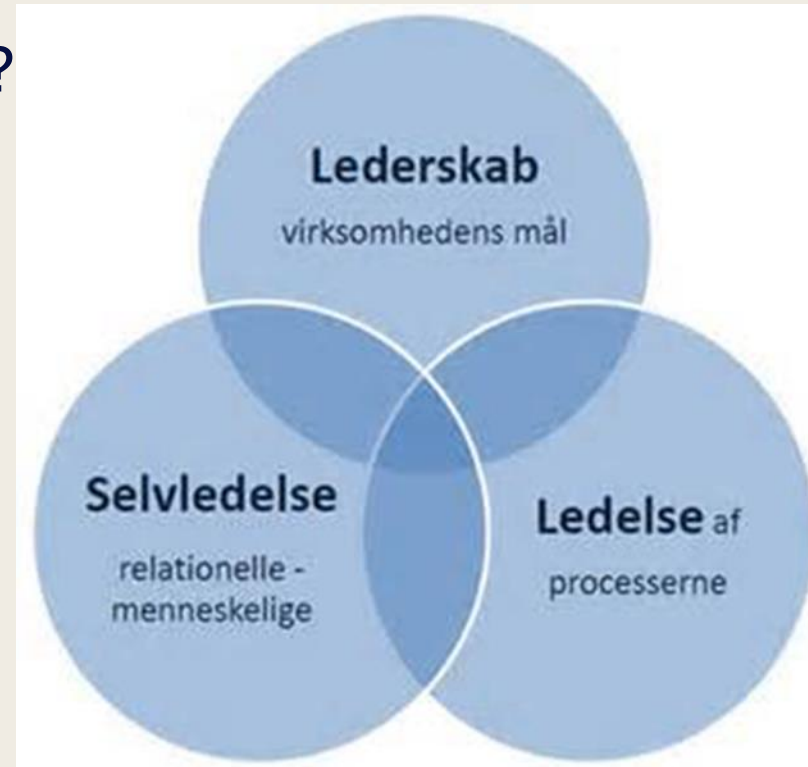 ?
Lederskab
virksomhedens mål
Selvledelse
relationelle -
menneskelige
Ledelse af
processerne